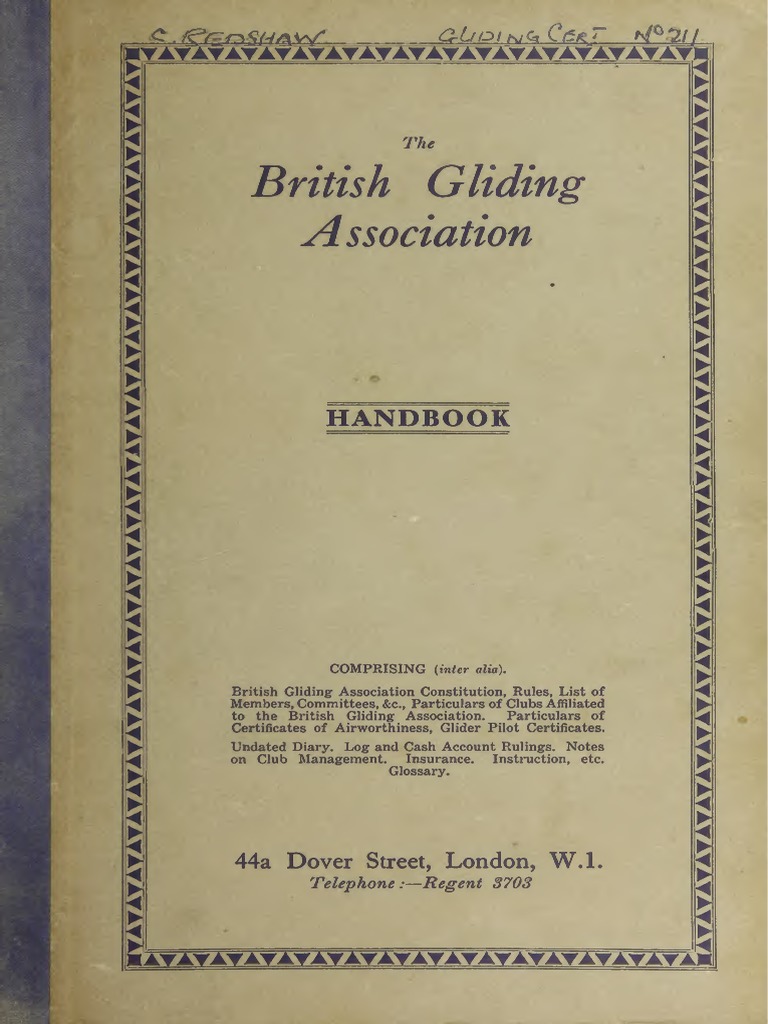 C. REDSHAW GLIDING CERT Nº 211
The
British Gliding
Association
HANDBOOK
COMPRISING (inter alia).
British Gliding Association Constitution, Rules, List of
Members, Committees, &c., Particulars of Clubs Affiliated
to the British Gliding Association. Particulars of
Certificates of Airworthiness, Glider Pilot Certificates.
Undated Diary. Log and Cash Account Rulings. Notes
on Club Management. Insurance. Instruction, etc.
Glossary.
44a Dover Street, London, W.1.
Telephone :—Regent 3703